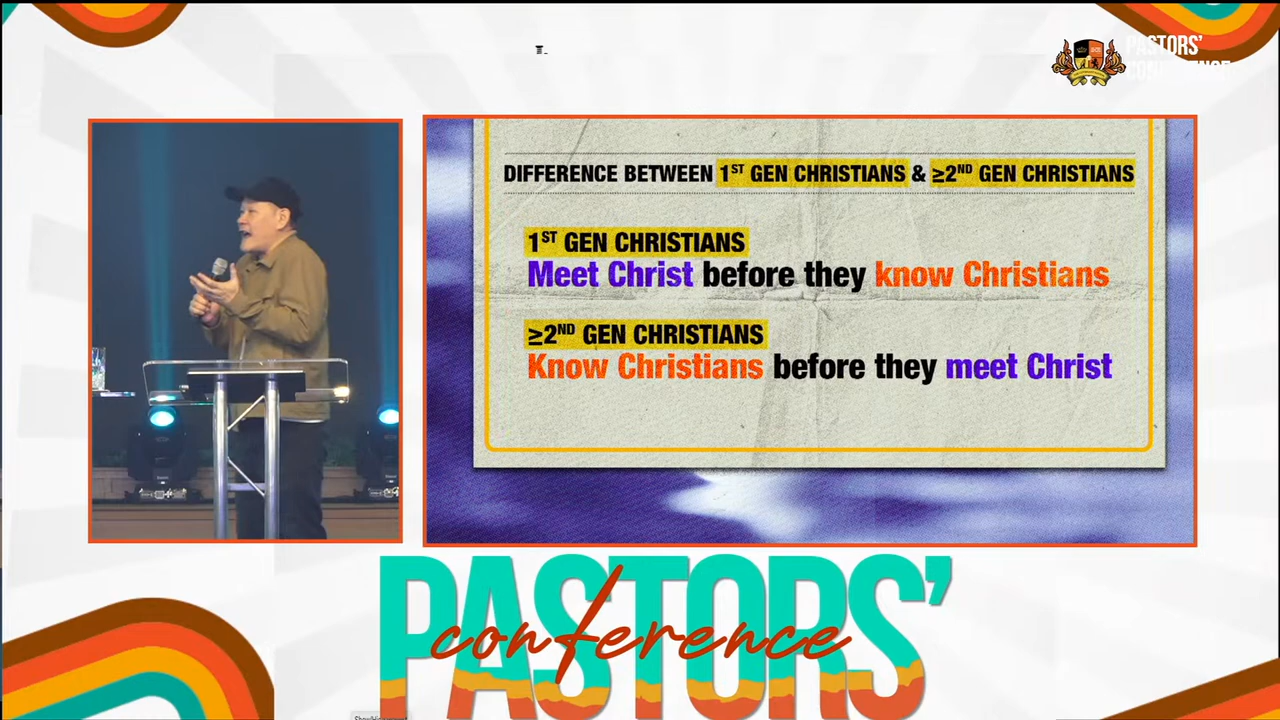 PASTORS'
CONFERENCE
DIFFERENCE BETWEEN 1ST GEN CHRISTIANS & ≥2ND GEN CHRISTIANS
1ST GEN CHRISTIANS
Meet Christ before they know Christians
≥2ND GEN CHRISTIANS
Know Christians before they meet Christ
PASTORS'
conference